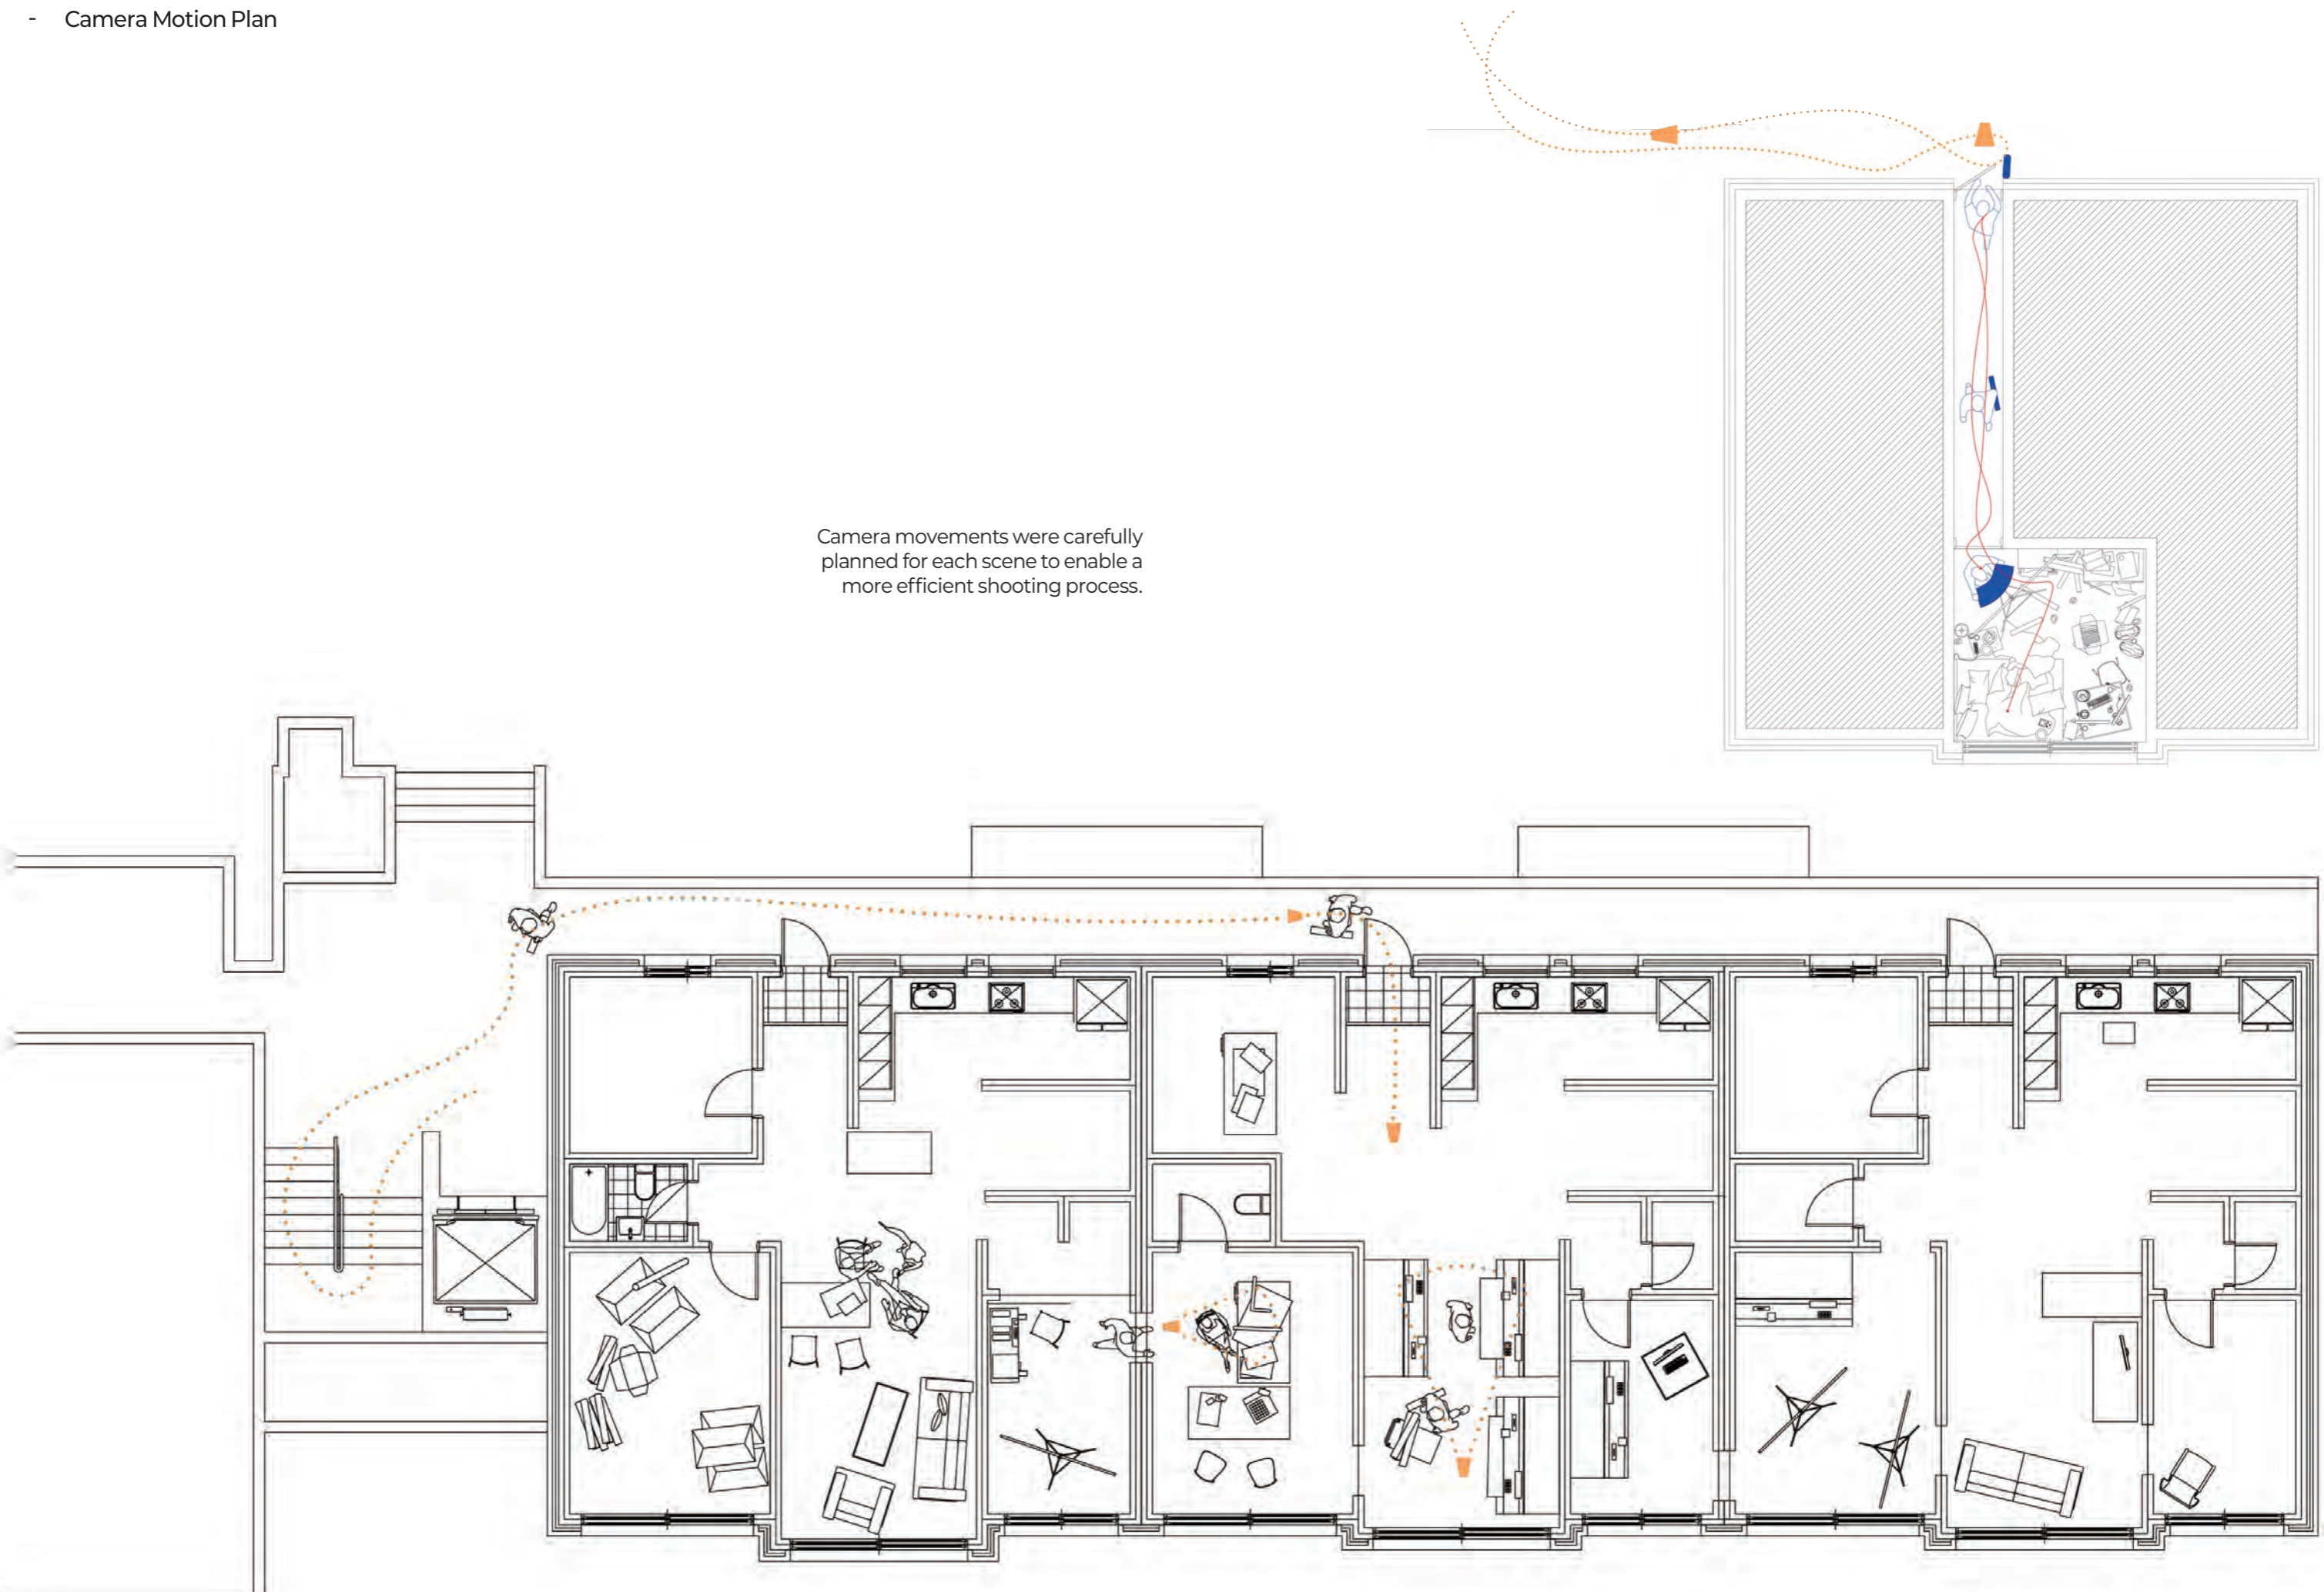 - Camera Motion Plan
Camera movements were carefully
planned for each scene to enable a
more efficient shooting process.